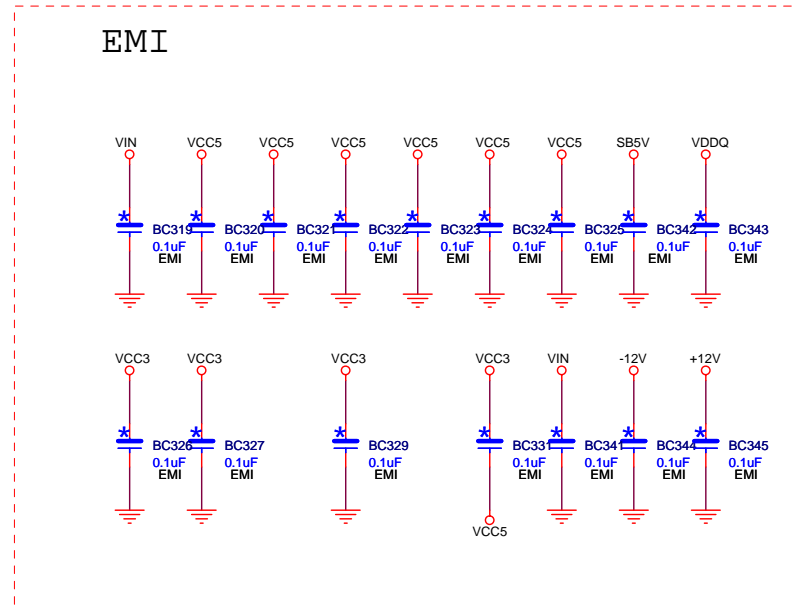 EMI
VIN VCC5 VCC5 VCC5 VCC5 VCC5 VCC5 SB5V VDDQ
* * * * * * * * *
BC319 BC320 BC321 BC322 BC323 BC324 BC325 BC342 BC343
0.1uF 0.1uF 0.1uF 0.1uF 0.1uF 0.1uF 0.1uF 0.1uF 0.1uF
EMI EMI EMI EMI EMI EMI EMI EMI EMI
VCC3 VCC3 VCC3 VCC3 VIN -12V +12V
* * * * * * *
BC326 BC327 BC329 BC331 BC341 BC344 BC345
0.1uF 0.1uF 0.1uF 0.1uF 0.1uF 0.1uF 0.1uF
EMI EMI EMI EMI EMI EMI EMI
VCC5